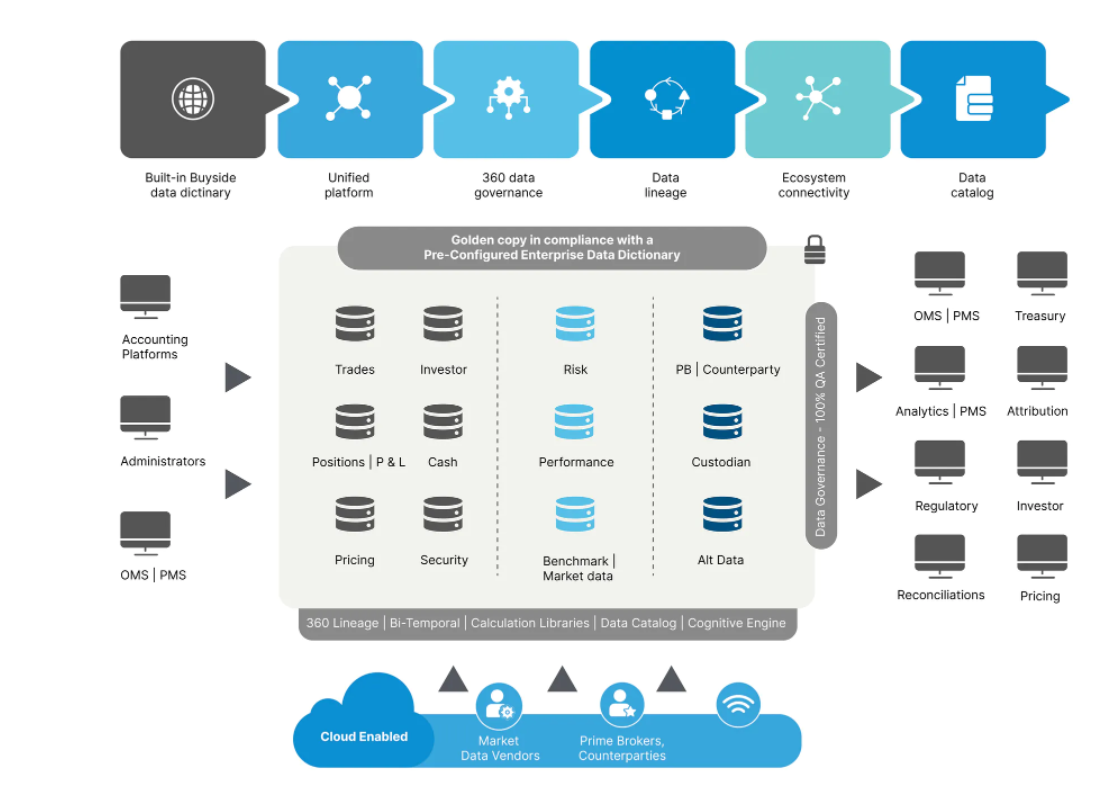 Built-in Buyside
data dictinary
Unified
platform
360 data
governance
Data
lineage
Ecosystem
connectivity
Data
catalog
Golden copy in compliance with a
Pre-Configured Enterprise Data Dictionary
Accounting
Platforms
Administrators
OMS | PMS
Trades
Investor
Risk
PB | Counterparty
Positions | P & L
Cash
Performance
Custodian
Pricing
Security
Benchmark |
Market data
Alt Data
Data Governance - 100% QA Certified
OMS | PMS
Treasury
Analytics | PMS
Attribution
Regulatory
Investor
Reconciliations
Pricing
360 Lineage | Bi-Temporal | Calculation Libraries | Data Catalog | Cognitive Engine
Cloud Enabled
Market
Data Vendors
Prime Brokers,
Counterparties